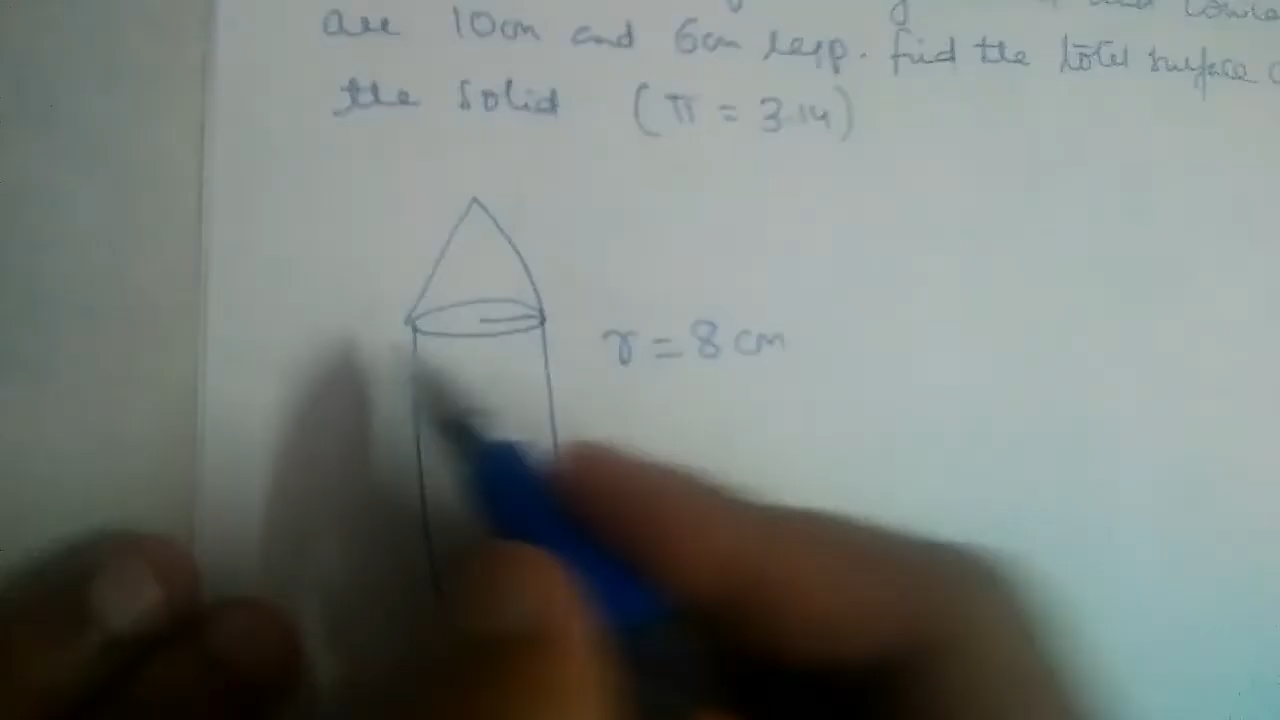 are 10cm and 6cm resp. find the total surface
the solid (π = 3.14)
r = 8 cm